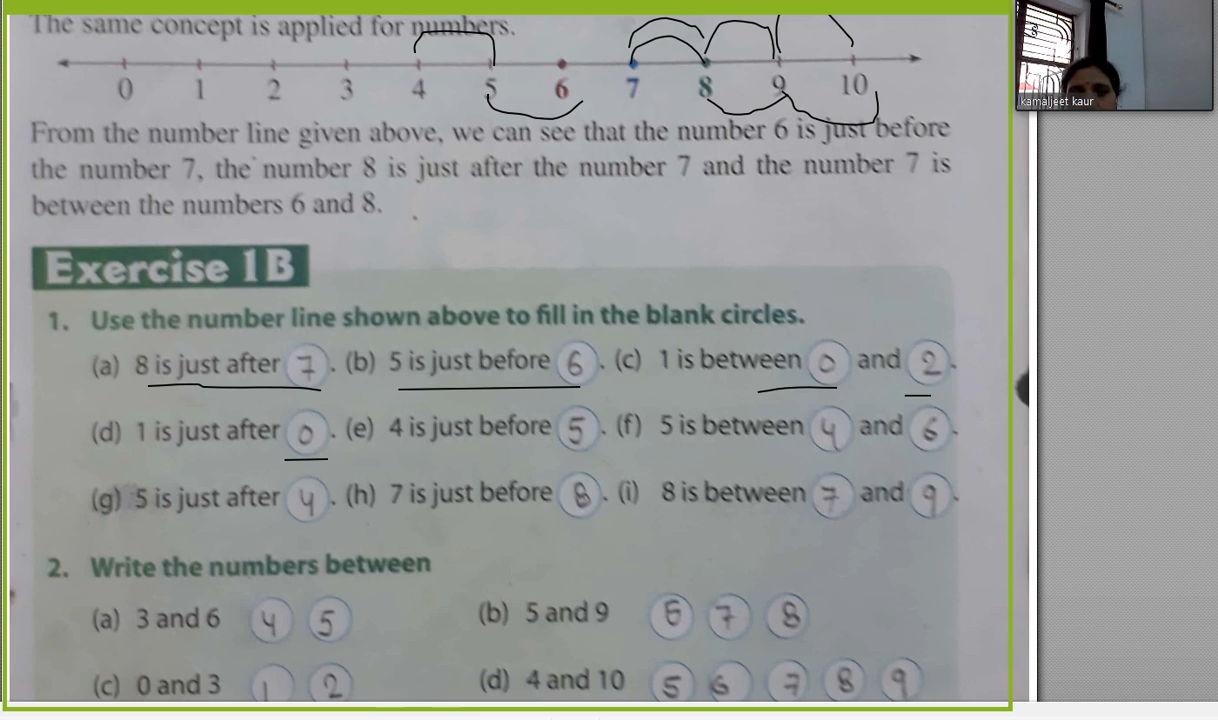 The same concept is applied for numbers.
0 1 2 3 4 5 6 7 8 9 10
kamaljeet kaur
From the number line given above, we can see that the number 6 is just before
the number 7, the number 8 is just after the number 7 and the number 7 is
between the numbers 6 and 8.
Exercise 1B
1. Use the number line shown above to fill in the blank circles.
(a) 8 is just after 7 . (b) 5 is just before 6 . (c) 1 is between 0 and 2 .
(d) 1 is just after 0 . (e) 4 is just before 5 . (f) 5 is between 4 and 6 .
(g) 5 is just after 4 . (h) 7 is just before 8 . (i) 8 is between 7 and 9 .
2. Write the numbers between
(a) 3 and 6 4 5 (b) 5 and 9 6 7 8
(c) 0 and 3 1 2 (d) 4 and 10 5 6 7 8 9